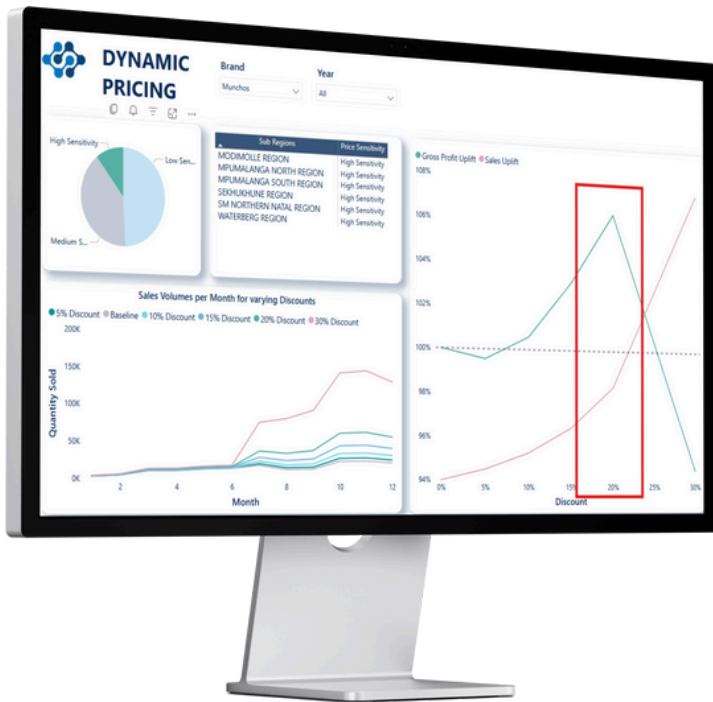 DYNAMIC
PRICING
Brand
Munchos
Year
All
High Sensitivity
Low Sen...
Medium S...
Sub Regions Price Sensitivity
MODIMOLLE REGION High Sensitivity
MPUMALANGA NORTH REGION High Sensitivity
MPUMALANGA SOUTH REGION High Sensitivity
SEKHUKHUNE REGION High Sensitivity
SM NORTHERN NATAL REGION High Sensitivity
WATERBERG REGION High Sensitivity
Gross Profit Uplift Sales Uplift
108%
106%
104%
102%
100%
98%
96%
94%
0% 5% 10% 15% 20% 25% 30%
Discount
Sales Volumes per Month for varying Discounts
5% Discount Baseline 10% Discount 15% Discount 20% Discount 30% Discount
200K
150K
100K
50K
0K
Quantity Sold
2 4 6 8 10 12
Month